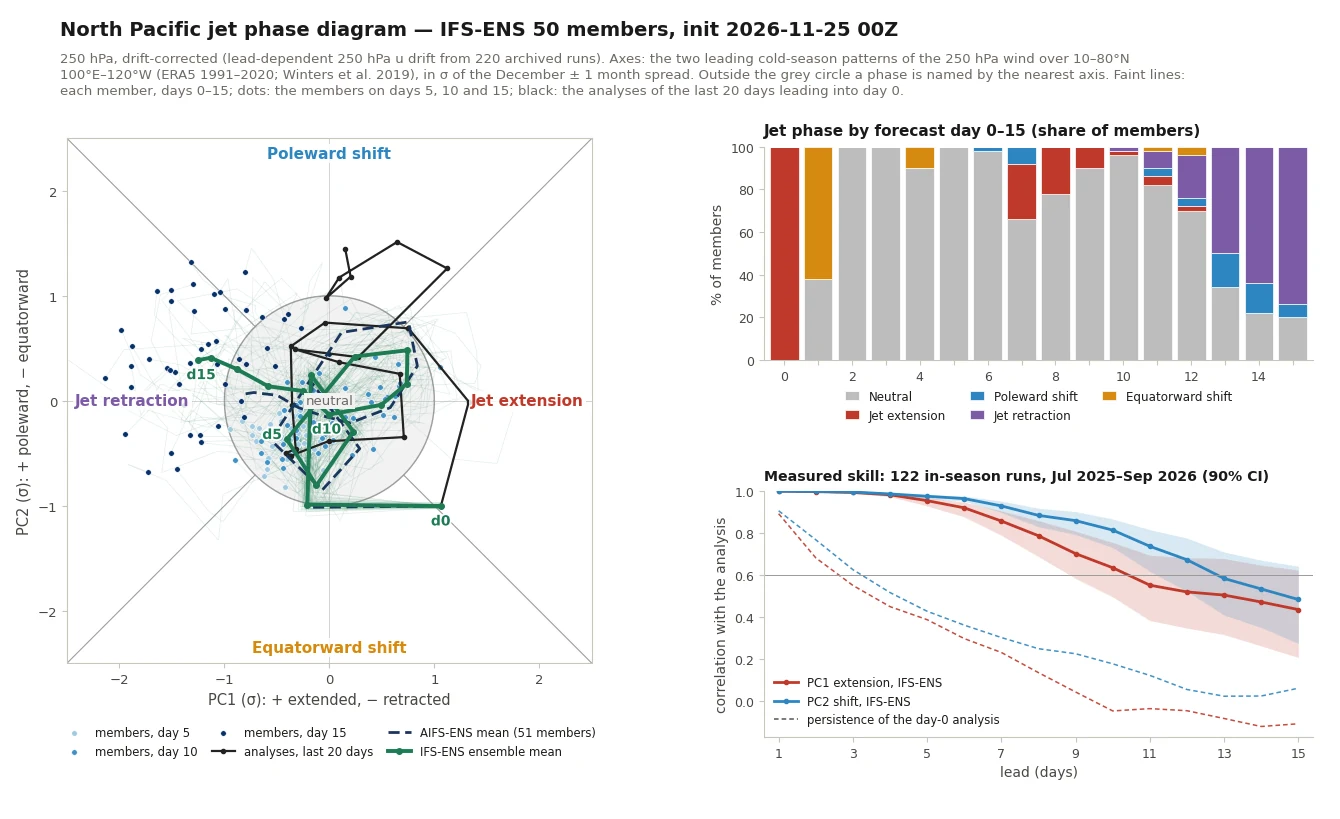 North Pacific jet phase diagram — IFS-ENS 50 members, init 2026-11-25 00Z
250 hPa, drift-corrected (lead-dependent 250 hPa u drift from 220 archived runs). Axes: the two leading cold-season patterns of the 250 hPa wind over 10–80°N
100°E–120°W (ERA5 1991–2020; Winters et al. 2019), in σ of the December ± 1 month spread. Outside the grey circle a phase is named by the nearest axis. Faint lines:
each member, days 0–15; dots: the members on days 5, 10 and 15; black: the analyses of the last 20 days leading into day 0.
Poleward shift
Jet retraction
neutral
Jet extension
Equatorward shift
d15
d5
d10
d0
2
1
0
−1
−2
PC2 (σ): + poleward, − equatorward
−2
−1
0
1
2
PC1 (σ): + extended, − retracted
members, day 5
members, day 10
members, day 15
analyses, last 20 days
AIFS-ENS mean (51 members)
IFS-ENS ensemble mean
Jet phase by forecast day 0–15 (share of members)
100
80
60
40
20
0
% of members
0
2
4
6
8
10
12
14
Neutral
Jet extension
Poleward shift
Jet retraction
Equatorward shift
Measured skill: 122 in-season runs, Jul 2025–Sep 2026 (90% CI)
1.0
0.8
0.6
0.4
0.2
0.0
correlation with the analysis
PC1 extension, IFS-ENS
PC2 shift, IFS-ENS
persistence of the day-0 analysis
1
3
5
7
9
11
13
15
lead (days)